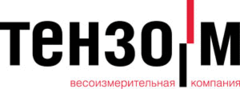 ТЕНЗО-М
весоизмерительная компания